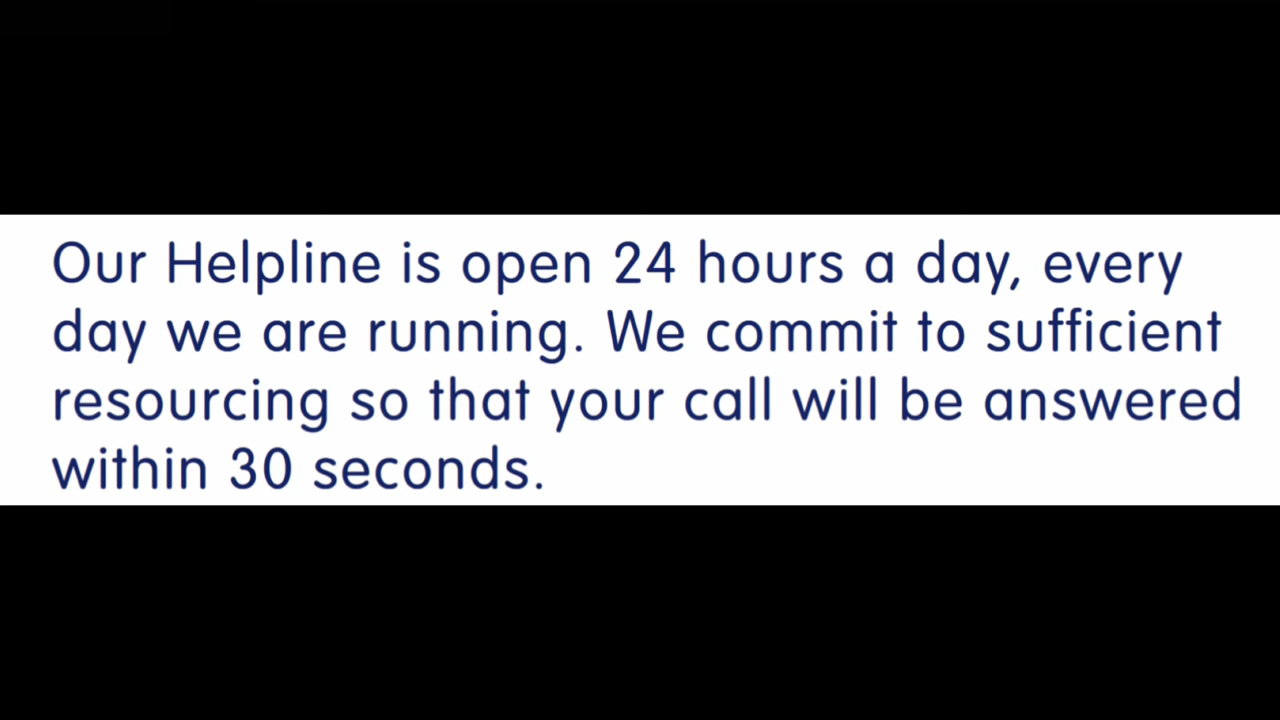 Our Helpline is open 24 hours a day, every
day we are running. We commit to sufficient
resourcing so that your call will be answered
within 30 seconds.